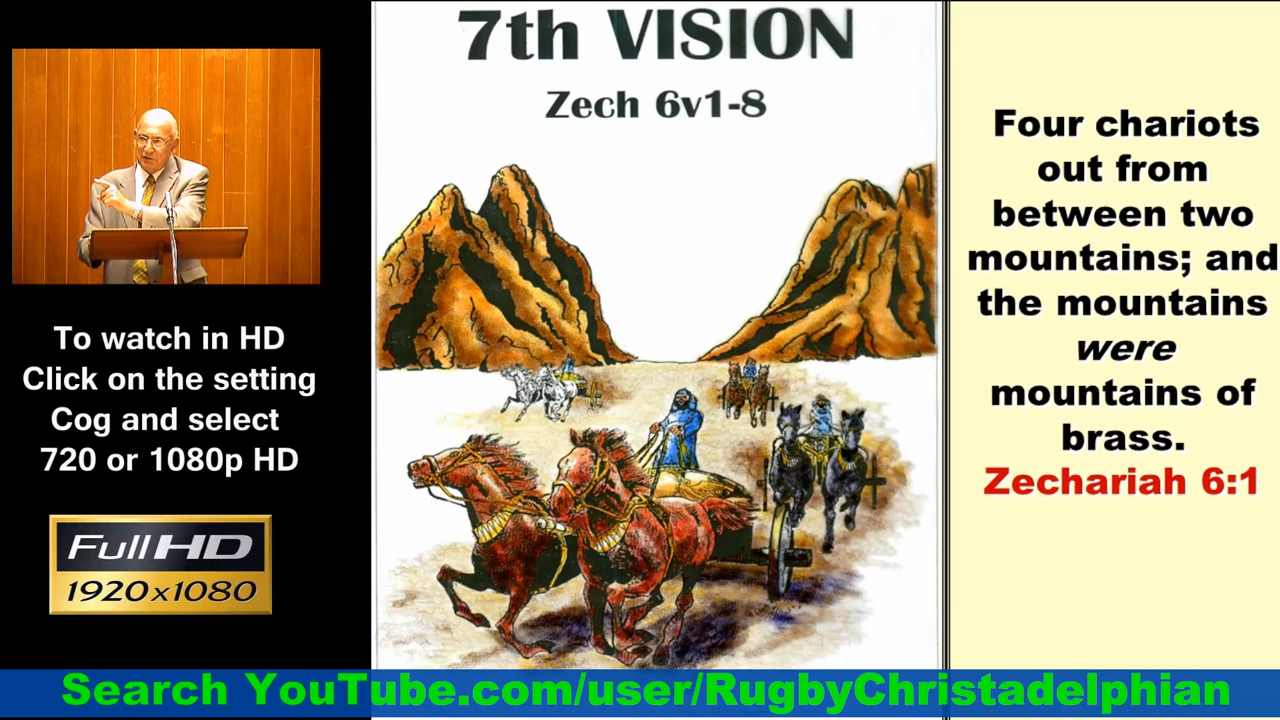 To watch in HD
Click on the setting
Cog and select
720 or 1080p HD
Full HD
1920x1080
7th VISION
Zech 6v1-8
Four chariots
out from
between two
mountains; and
the mountains
were
mountains of
brass.
Zechariah 6:1
Search YouTube.com/user/RugbyChristadelphian